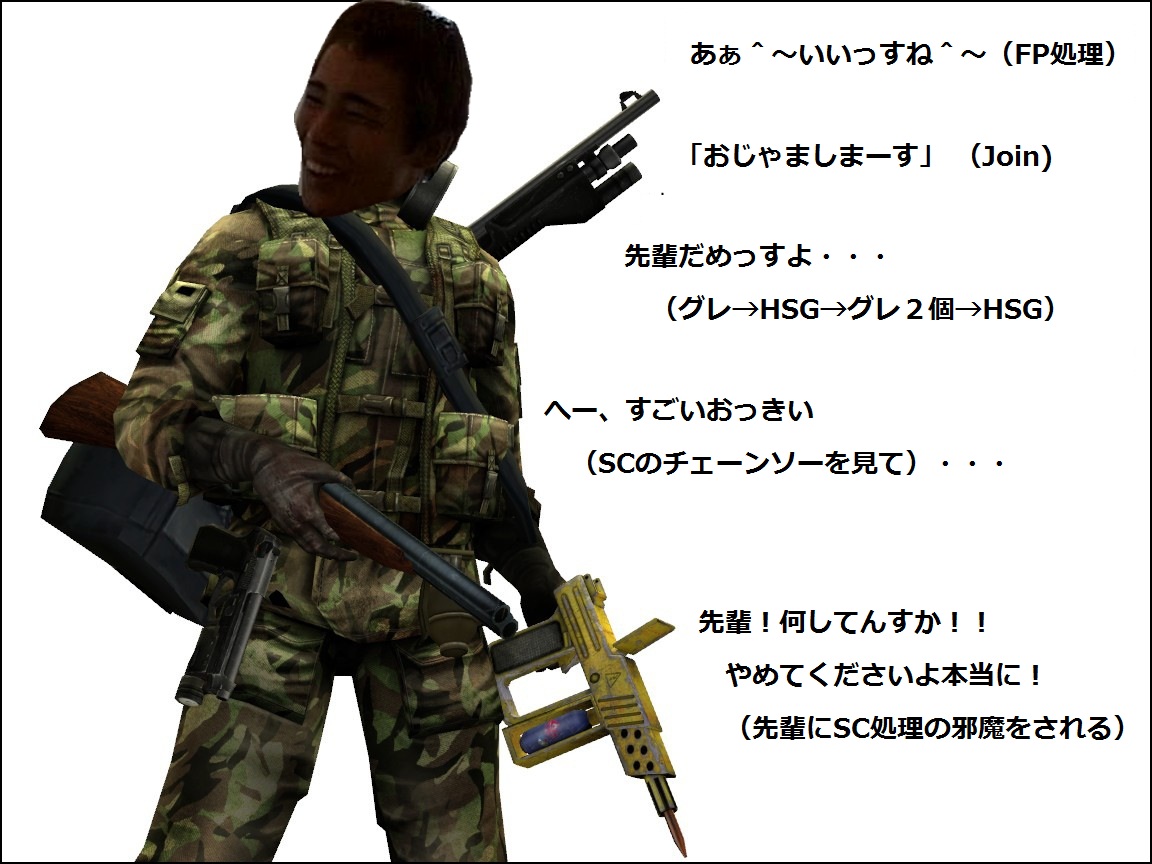 あぁ＾～いいっすね＾～（FP処理）
「おじゃましまーす」（Join)
先輩だめっすよ・・・
（グレ→HSG→グレ２個→HSG）
へー、すごいおっきい
（SCのチェーンソーを見て）・・・
先輩！何してんすか！！
やめてくださいよ本当に！
（先輩にSC処理の邪魔をされる）